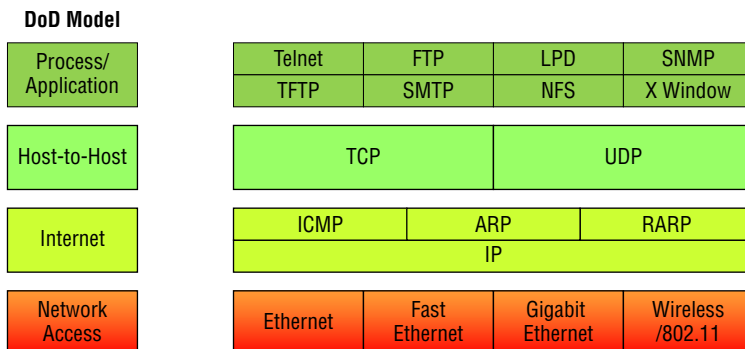 DoD Model
Process/
Application
Telnet FTP LPD SNMP
TFTP SMTP NFS X Window
Host-to-Host
TCP UDP
Internet
ICMP ARP RARP
IP
Network
Access
Ethernet
Fast
Ethernet
Gigabit
Ethernet
Wireless
/802.11